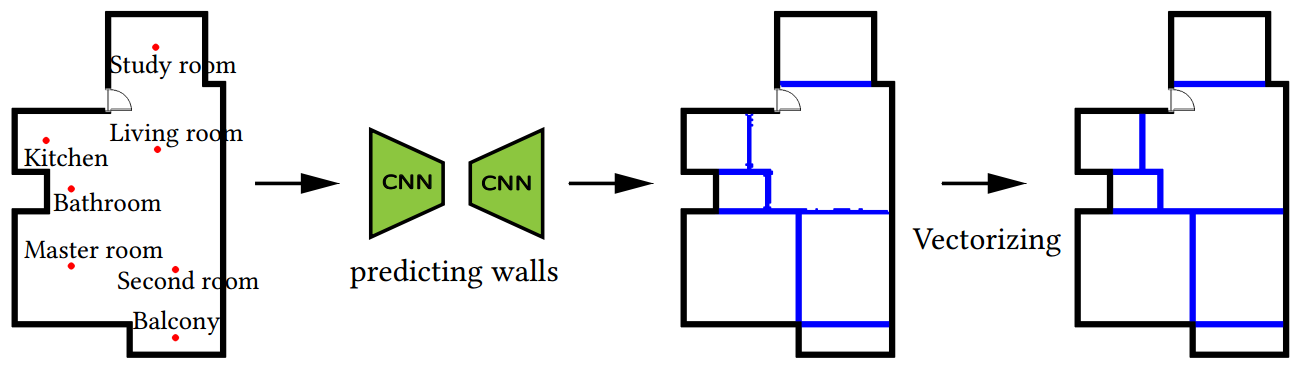 Study room
Living room
Kitchen
Bathroom
Master room
Second room
Balcony
CNN
CNN
predicting walls
Vectorizing